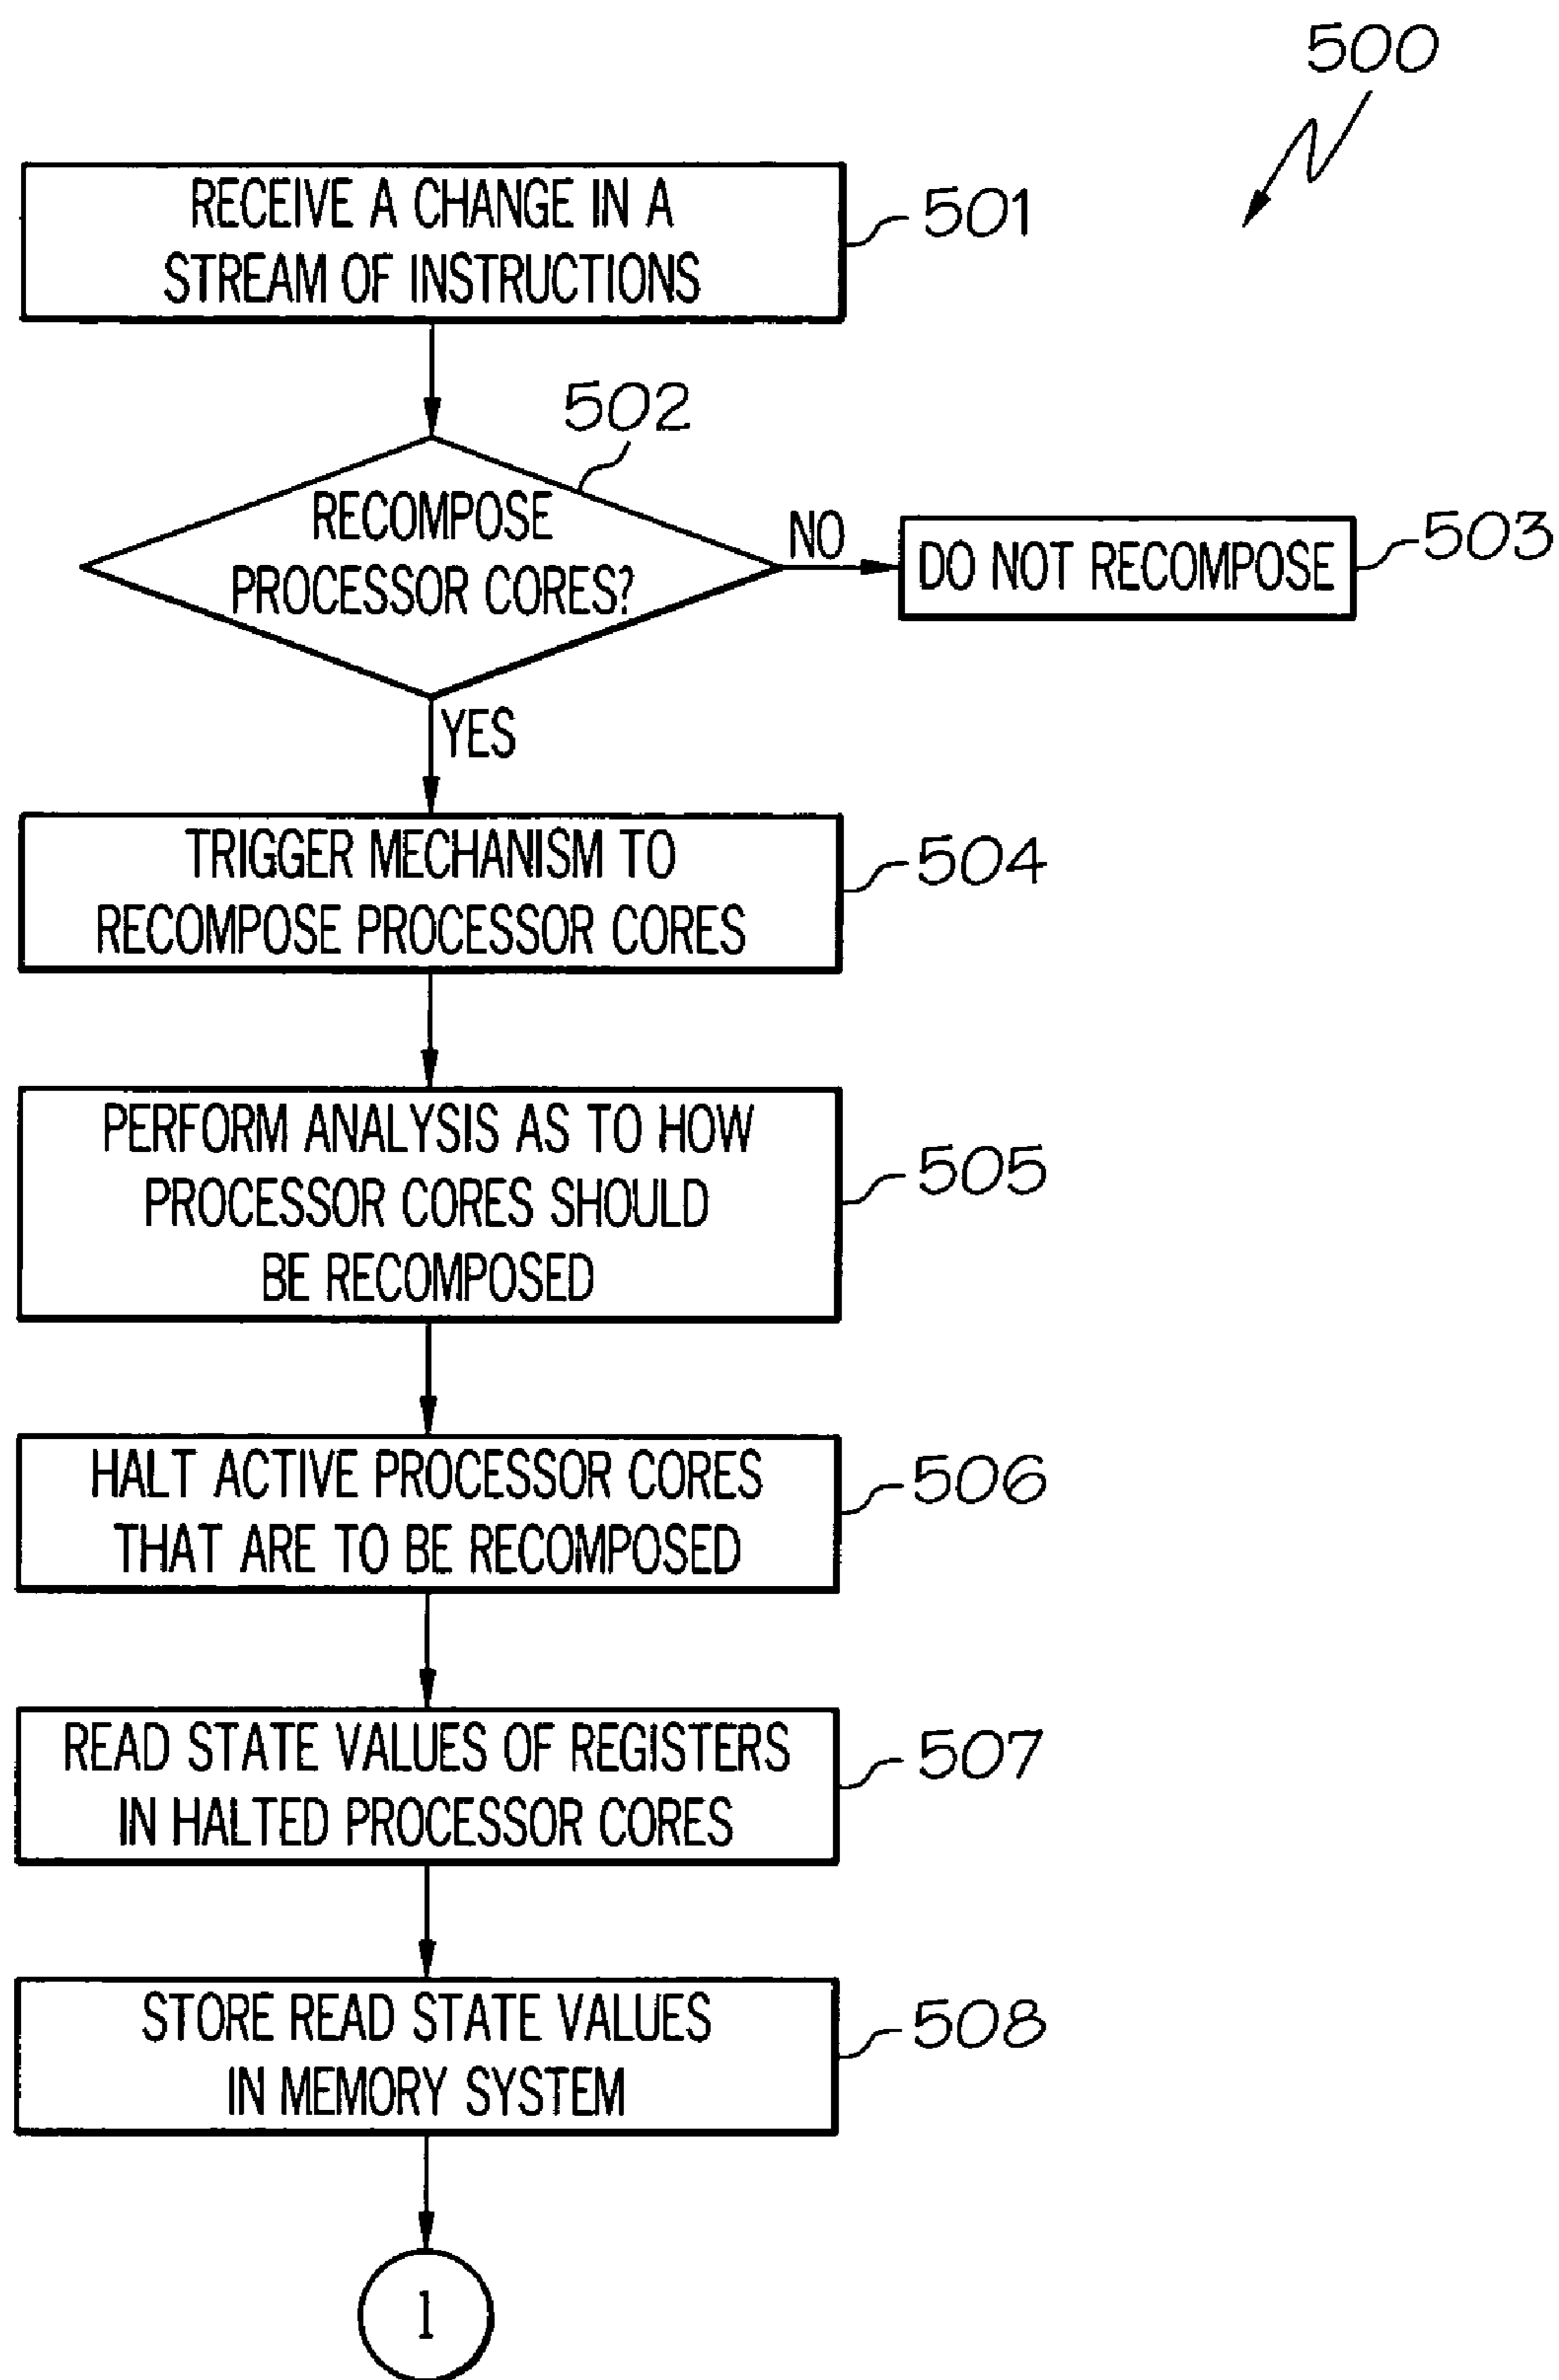 500
RECEIVE A CHANGE IN A
STREAM OF INSTRUCTIONS
501
502
RECOMPOSE
PROCESSOR CORES?
NO
DO NOT RECOMPOSE
503
YES
TRIGGER MECHANISM TO
RECOMPOSE PROCESSOR CORES
504
PERFORM ANALYSIS AS TO HOW
PROCESSOR CORES SHOULD
BE RECOMPOSED
505
HALT ACTIVE PROCESSOR CORES
THAT ARE TO BE RECOMPOSED
506
READ STATE VALUES OF REGISTERS
IN HALTED PROCESSOR CORES
507
STORE READ STATE VALUES
IN MEMORY SYSTEM
508
1